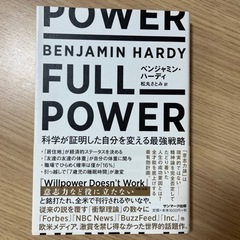 POWER
BENJAMIN HARDY
FULL
ベンジャミン・
ハーディ
松丸さとみ 訳
POWER
科学が証明した自分を変える最強戦略
・「居住地」が経済的ステータスを決める
・「友達の友達の体重」が自分の体重に関与
・職場でひらめく確率は僅か「16%」
・引っ越しで「7歳児の睡眠時間」が激変
「Willpower Doesn't Work
意志力など役に立たない」
と銘打たれ、全米で刊行されるやいなや、
従来の説を覆す「衝撃理論」の数々に
「Forbes」「NBC News」「BuzzFeed」「Inc.」
欧米メディア、激賞を禁じ得なかった世界的話題作。
サンマーク出版